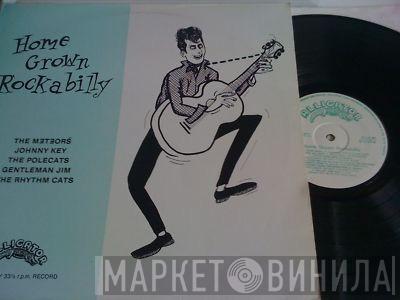 Home
Grown
Rockabilly
THE METEORS
JOHNNY KEY
THE POLECATS
GENTLEMAN JIM
THE RHYTHM CATS
ALLIGATOR
33⅓ r.p.m. RECORD
ALLIGATOR
МАРКЕТ ВИНИЛА